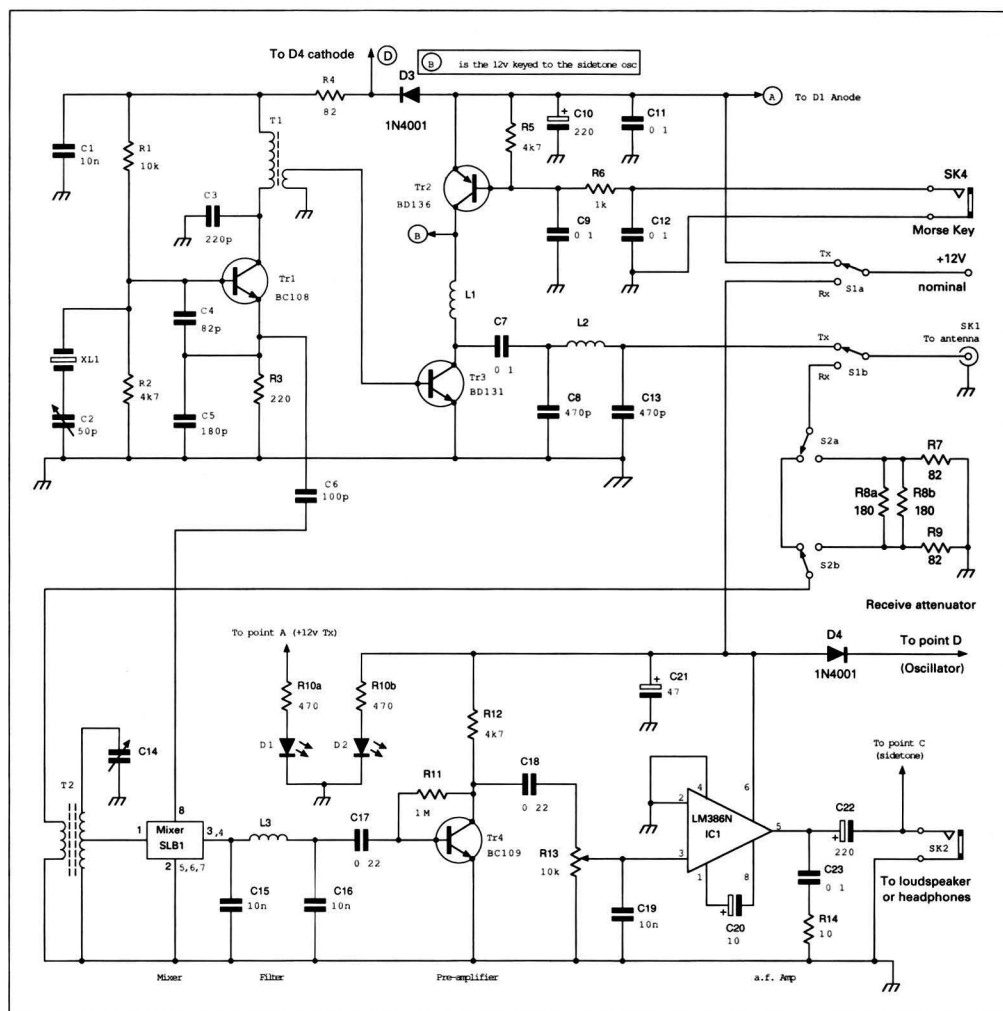 To D4 cathode
D
B is the 12v keyed to the sidetone osc
R4
82
D3
1N4001
A To D1 Anode
C1
10n
R1
10k
T1
R5
4k7
C10
+
220
C11
0 1
C3
220p
Tr2
BD136
R6
1k
C9
0 1
C12
0 1
SK4
Morse Key
B
Tx
Rx
S1a
+12V
nominal
Tr1
BC108
C4
82p
L1
C7
0 1
L2
Tx
Rx
S1b
SK1
To antenna
XL1
R2
4k7
C2
50p
C5
180p
R3
220
Tr3
BD131
C8
470p
C13
470p
S2a
R7
82
R8a
180
R8b
180
R9
82
S2b
C6
100p
Receive attenuator
To point A (+12v Tx)
D4
1N4001
To point D
(Oscillator)
R10a
470
R10b
470
C21
+
47
R12
4k7
D1
D2
C14
T2
R11
1M
C18
0 22
To point C
(sidetone)
8
1
Mixer
SLB1
3,4
2
5,6,7
L3
C17
0 22
Tr4
BC109
R13
10k
4
2
LM386N
IC1
3
6
5
1
8
C22
+
220
SK2
C23
0 1
To loudspeaker
or headphones
C15
10n
C16
10n
C19
10n
+
C20
10
R14
10
Mixer
Filter
Pre-amplifier
a.f. Amp